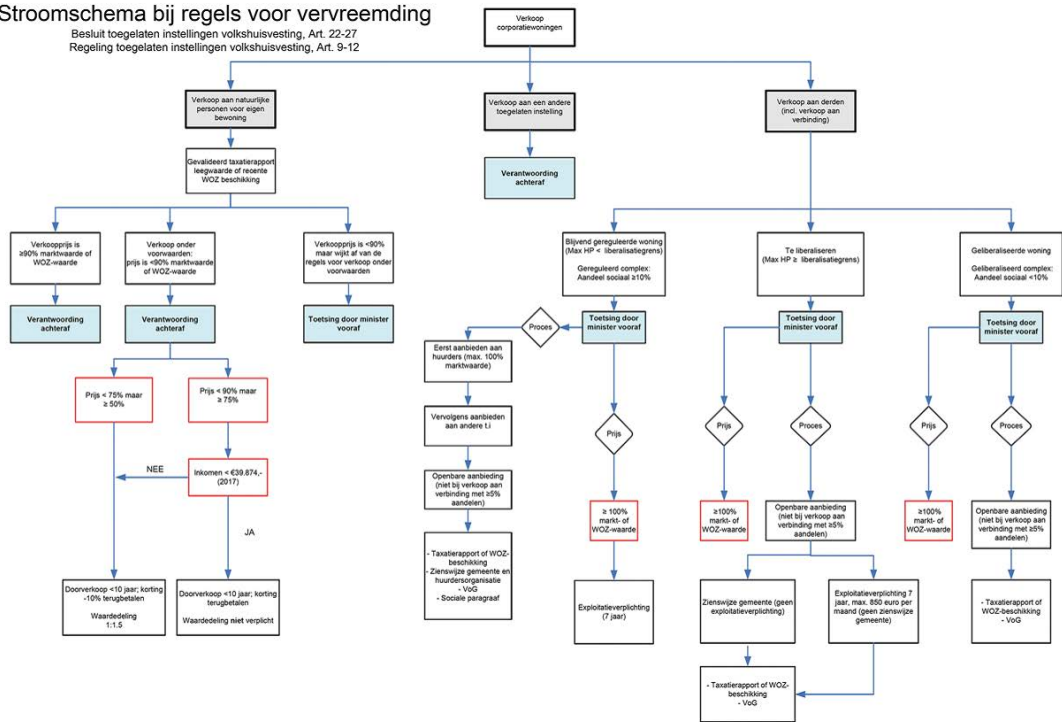 Stroomschema bij regels voor vervreemding
Besluit toegelaten instellingen volkshuisvesting, Art. 22-27
Regeling toegelaten instellingen volkshuisvesting, Art. 9-12
Verkoop
corporatiewoningen
Verkoop aan natuurlijke
personen voor eigen
bewoning
Verkoop aan een andere
toegelaten instelling
Verkoop aan derden
(incl. verkoop aan
verbinding)
Gevalideerd taxatierapport
leegwaarde of recente
WOZ beschikking
Verantwoording
achteraf
Verkoopprijs is
≥90% marktwaarde of
WOZ-waarde
Verkoop onder
voorwaarden:
prijs is <90% marktwaarde
of WOZ-waarde
Verkoopprijs is <90%
maar wijkt af van de
regels voor verkoop onder
voorwaarden
Blijvend gereguleerde woning
(Max HP < liberalisatiegrens)
Gereguleerd complex:
Aandeel sociaal ≥10%
Te liberaliseren
(Max HP ≥ liberalisatiegrens)
Geliberaliseerde woning
Geliberaliseerd complex:
Aandeel sociaal <10%
Verantwoording
achteraf
Verantwoording
achteraf
Toetsing door minister
vooraf
Proces
Toetsing door
minister vooraf
Toetsing door
minister vooraf
Toetsing door
minister vooraf
Eerst aanbieden aan
huurders (max. 100%
marktwaarde)
Prijs < 75% maar
≥ 50%
Prijs < 90% maar
≥ 75%
Vervolgens aanbieden
aan andere t.i
Prijs
Prijs
Proces
Prijs
Proces
NEE
Inkomen < €39.874,-
(2017)
Openbare aanbieding
(niet bij verkoop aan
verbinding met ≥5%
aandelen)
≥ 100%
markt- of
WOZ-waarde
≥100%
markt- of
WOZ-waarde
Openbare aanbieding
(niet bij verkoop aan
verbinding met ≥5%
aandelen)
≥100%
markt- of
WOZ-waarde
Openbare aanbieding
(niet bij verkoop aan
verbinding met ≥5%
aandelen)
JA
- Taxatierapport of WOZ-
beschikking
- Zienswijze gemeente en
huurdersorganisatie
- VoG
- Sociale paragraaf
Doorverkoop <10 jaar; korting
-10% terugbetalen
Waardedeling
1:1.5
Doorverkoop <10 jaar; korting
terugbetalen
Waardedeling niet verplicht
Exploitatieverplichting
(7 jaar)
Zienswijze gemeente (geen
exploitatieverplichting)
Exploitatieverplichting 7
jaar, max. 850 euro per
maand (geen zienswijze
gemeente)
- Taxatierapport of
WOZ-beschikking
- VoG
- Taxatierapport of WOZ-
beschikking
- VoG